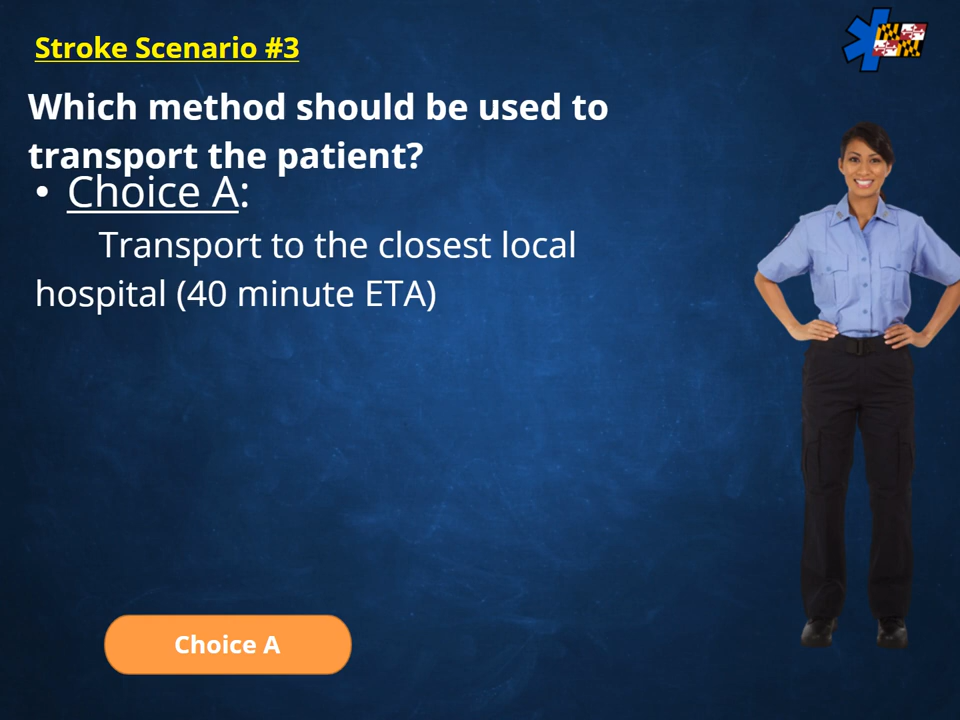 Stroke Scenario #3
Which method should be used to
transport the patient?
• Choice A:
Transport to the closest local
hospital (40 minute ETA)
Choice A